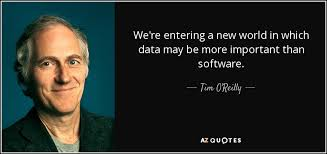 We're entering a new world in which
data may be more important than
software.
Tim O'Reilly
AZ QUOTES